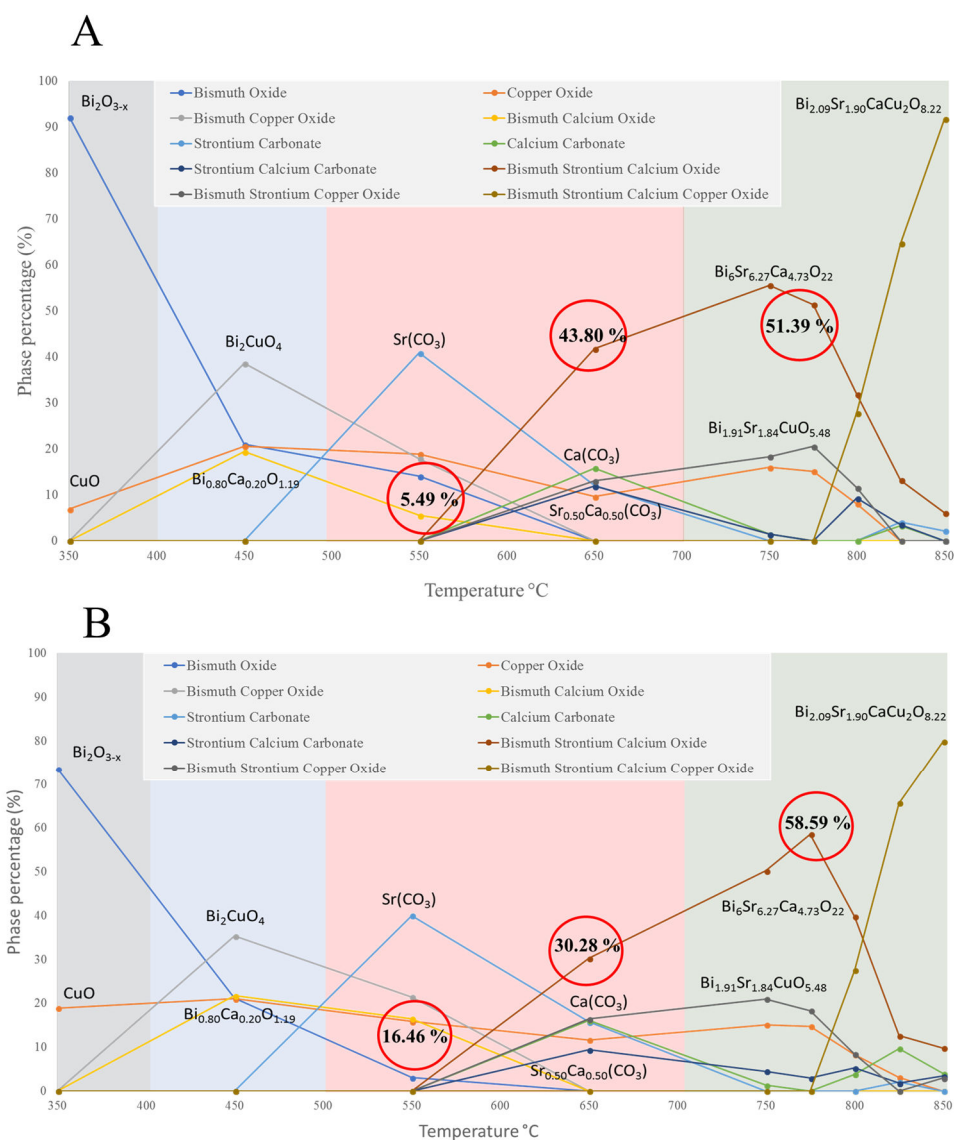 A
100
90
80
70
60
50
40
30
20
10
0
Phase percentage (%)
Bismuth Oxide
Copper Oxide
Bismuth Copper Oxide
Bismuth Calcium Oxide
Strontium Carbonate
Calcium Carbonate
Strontium Calcium Carbonate
Bismuth Strontium Calcium Oxide
Bismuth Strontium Copper Oxide
Bismuth Strontium Calcium Copper Oxide
Bi₂O₃₋ₓ
Bi₂.₀₉Sr₁.₉₀CaCu₂O₈.₂₂
Bi₆Sr₆.₂₇Ca₄.₇₃O₂₂
43.80 %
51.39 %
Bi₂CuO₄
Sr(CO₃)
Bi₁.₉₁Sr₁.₈₄CuO₅.₄₈
Ca(CO₃)
CuO
Bi₀.₈₀Ca₀.₂₀O₁.₁₉
5.49 %
Sr₀.₅₀Ca₀.₅₀(CO₃)
350 450 550 600 650 700 750 800 850
400 500
Temperature °C
B
100
90
80
70
60
50
40
30
20
10
0
Phase percentage (%)
Bismuth Oxide
Copper Oxide
Bismuth Copper Oxide
Bismuth Calcium Oxide
Strontium Carbonate
Calcium Carbonate
Strontium Calcium Carbonate
Bismuth Strontium Calcium Oxide
Bismuth Strontium Copper Oxide
Bismuth Strontium Calcium Copper Oxide
Bi₂O₃₋ₓ
Bi₂.₀₉Sr₁.₉₀CaCu₂O₈.₂₂
58.59 %
Sr(CO₃)
Bi₂CuO₄
Bi₆Sr₆.₂₇Ca₄.₇₃O₂₂
30.28 %
Bi₁.₉₁Sr₁.₈₄CuO₅.₄₈
CuO
Ca(CO₃)
Bi₀.₈₀Ca₀.₂₀O₁.₁₉
16.46 %
Sr₀.₅₀Ca₀.₅₀(CO₃)
350 400 450 500 550 600 650 700 750 800 850
Temperature °C